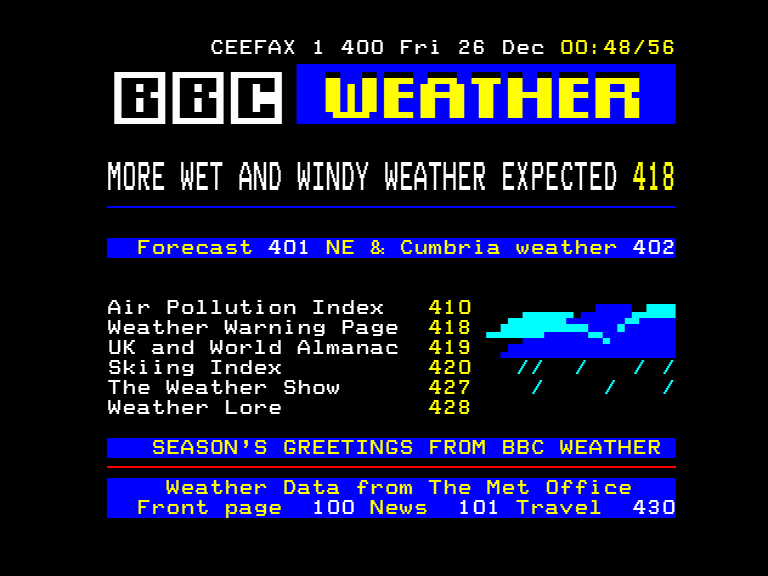 CEEFAX 1 400 Fri 26 Dec 00:48/56
BBC WEATHER
MORE WET AND WINDY WEATHER EXPECTED 418
Forecast 401 NE & Cumbria weather 402
Air Pollution Index 410
Weather Warning Page 418
UK and World Almanac 419
Skiing Index 420
The Weather Show 427
Weather Lore 428
SEASON'S GREETINGS FROM BBC WEATHER
Weather Data from The Met Office
Front page 100 News 101 Travel 430